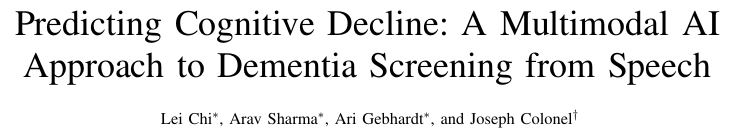 Predicting Cognitive Decline: A Multimodal AI
Approach to Dementia Screening from Speech
Lei Chi*, Arav Sharma*, Ari Gebhardt*, and Joseph Colonel†